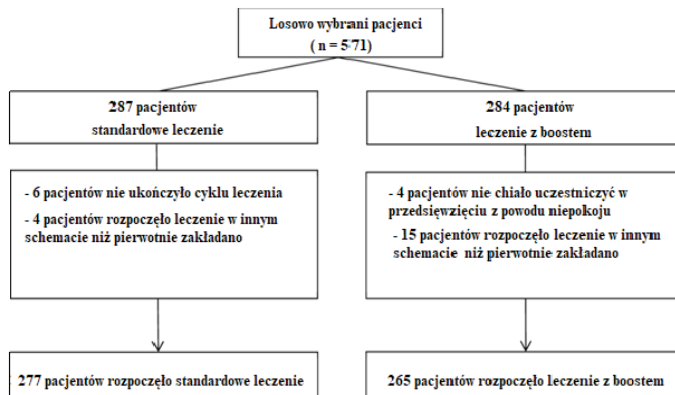 Losowo wybrani pacjenci
( n = 571)
287 pacjentów
standardowe leczenie
284 pacjentów
leczenie z boostem
- 6 pacjentów nie ukończyło cyklu leczenia
- 4 pacjentów rozpoczęło leczenie w innym
schemacie niż pierwotnie zakładano
- 4 pacjentów nie chiało uczestniczyć w
przedsięwzięciu z powodu niepokoju
- 15 pacjentów rozpoczęło leczenie w innym
schemacie niż pierwotnie zakładano
277 pacjentów rozpoczęło standardowe leczenie
265 pacjentów rozpoczęło leczenie z boostem